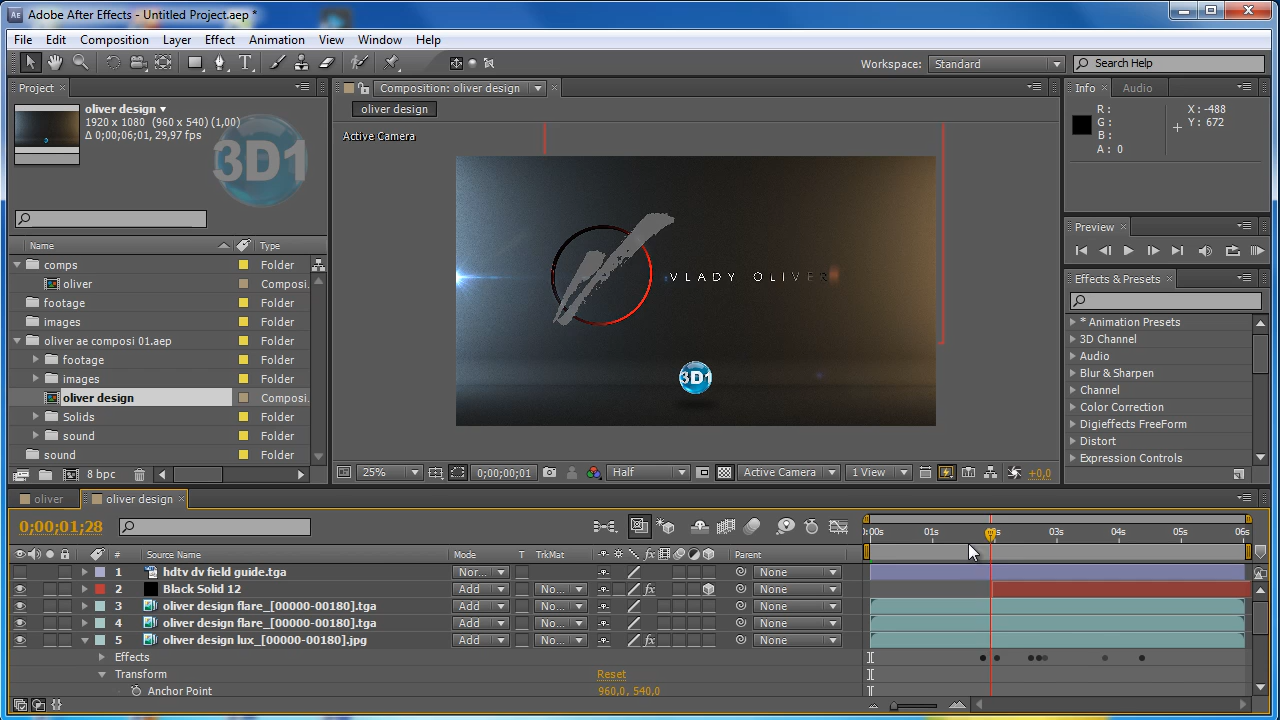 Adobe After Effects - Untitled Project.aep *
File Edit Composition Layer Effect Animation View Window Help
Workspace: Standard Search Help
Project
oliver design
1920 x 1080 (960 x 540) (1,00)
Δ 0;00;06;01, 29,97 fps
3D1
Name Type
comps Folder
oliver Composi.
footage Folder
images Folder
oliver ae composi 01.aep Folder
footage Folder
images Folder
oliver design Composi.
Solids Folder
sound Folder
sound Folder
8 bpc
Composition: oliver design
oliver design
Active Camera
VLADY OLIVER
3D1
25% 0;00;00;01 Half Active Camera 1 View +0,0
Info Audio
R : X : -488
G : Y : 672
B :
A : 0
Preview
Effects & Presets
* Animation Presets
3D Channel
Audio
Blur & Sharpen
Channel
Color Correction
Digieffects FreeForm
Distort
Expression Controls
oliver oliver design
0;00;01;28
:00s 01s 03s 04s 05s 06s
# Source Name Mode T TrkMat fx Parent
1 hdtv dv field guide.tga Nor... None
2 Black Solid 12 Add No... fx None
3 oliver design flare_[00000-00180].tga Add No... None
4 oliver design flare_[00000-00180].tga Add No... None
5 oliver design lux_[00000-00180].jpg Add No... fx None
Effects
Transform Reset
Anchor Point 960,0, 540,0